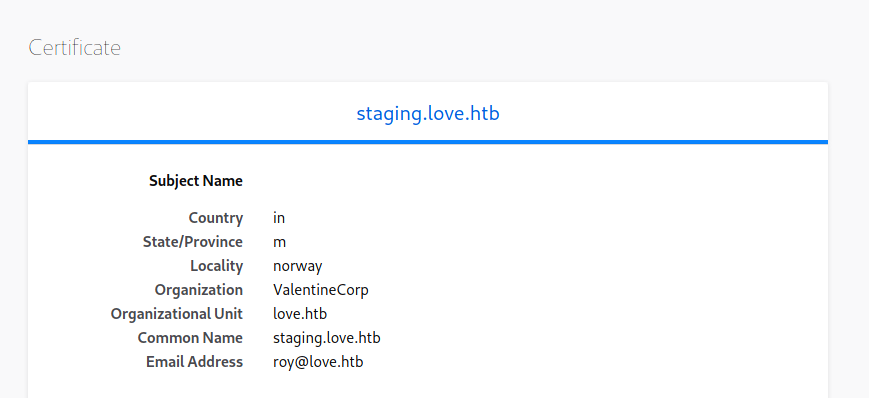 Certificate
staging.love.htb
Subject Name
Country in
State/Province m
Locality norway
Organization ValentineCorp
Organizational Unit love.htb
Common Name staging.love.htb
Email Address roy@love.htb